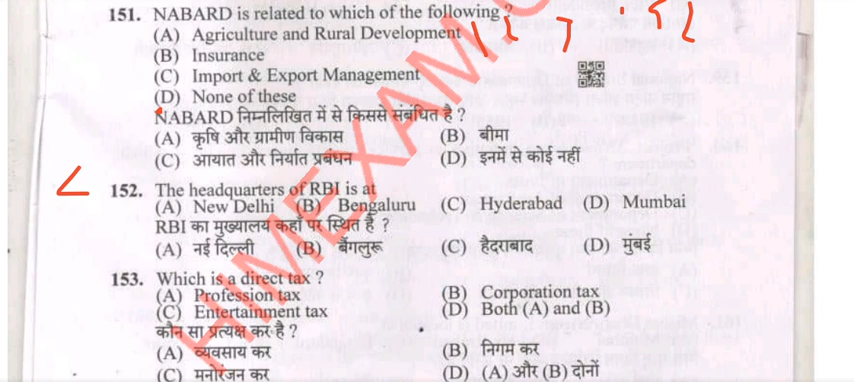 151. NABARD is related to which of the following ?
(A) Agriculture and Rural Development
(B) Insurance
(C) Import & Export Management
(D) None of these
NABARD निम्नलिखित में से किससे संबंधित है ?
(A) कृषि और ग्रामीण विकास (B) बीमा
(C) आयात और निर्यात प्रबंधन (D) इनमें से कोई नहीं
152. The headquarters of RBI is at
(A) New Delhi (B) Bengaluru (C) Hyderabad (D) Mumbai
RBI का मुख्यालय कहाँ पर स्थित है ?
(A) नई दिल्ली (B) बैंगलुरू (C) हैदराबाद (D) मुंबई
153. Which is a direct tax ?
(A) Profession tax (B) Corporation tax
(C) Entertainment tax (D) Both (A) and (B)
कौन सा प्रत्यक्ष कर है ?
(A) व्यवसाय कर (B) निगम कर
(C) मनोरंजन कर (D) (A) और (B) दोनों
HIMEXAM